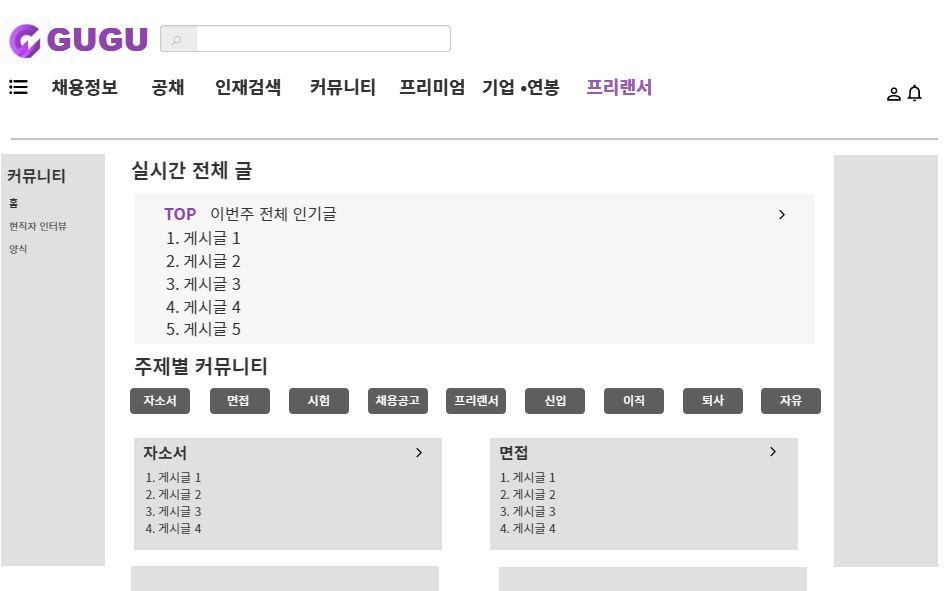 GUGU
채용정보 공채 인재검색 커뮤니티 프리미엄 기업 •연봉 프리랜서
커뮤니티
홈
현직자 인터뷰
양식
실시간 전체 글
TOP 이번주 전체 인기글
1. 게시글 1
2. 게시글 2
3. 게시글 3
4. 게시글 4
5. 게시글 5
주제별 커뮤니티
자소서 면접 시험 채용공고 프리랜서 신입 이직 퇴사 자유
자소서
1. 게시글 1
2. 게시글 2
3. 게시글 3
4. 게시글 4
면접
1. 게시글 1
2. 게시글 2
3. 게시글 3
4. 게시글 4